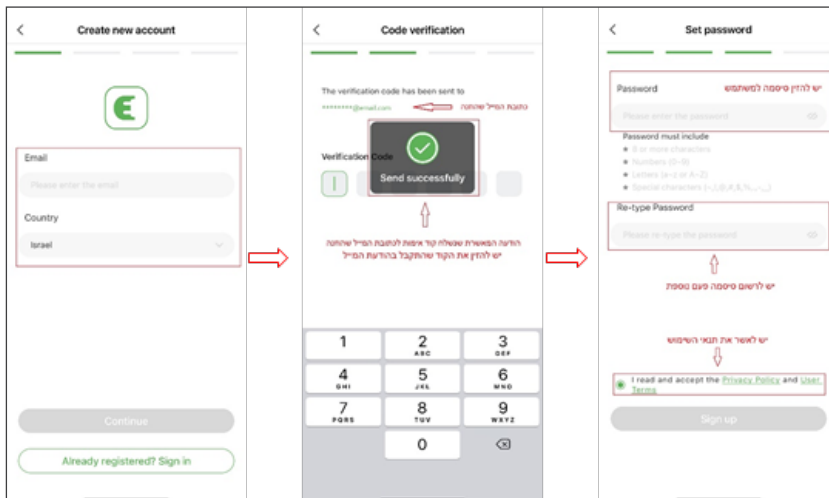 Create new account
Email
Please enter the email
Country
Israel
Continue
Already registered? Sign in
Code verification
The verification code has been sent to
********@email.com
כתובת המייל שהוזנה
Verification Code
Send successfully
הודעה המאשרת שנשלח קוד אימות לכתובת המייל שהוזנה
יש להזין את הקוד שהתקבל בהודעת המייל
1
2
ABC
3
DEF
4
GHI
5
JKL
6
MNO
7
PQRS
8
TUV
9
WXYZ
0
Set password
Password
יש להזין סיסמה למשתמש
Please enter the password
Password must include
8 or more characters
Numbers (0-9)
Letters (a-z or A-Z)
Special characters
Re-type Password
Please re-type the password
יש לרשום סיסמה פעם נוספת
יש לאשר את תנאי השימוש
I read and accept the Privacy Policy and User
Terms
Sign up